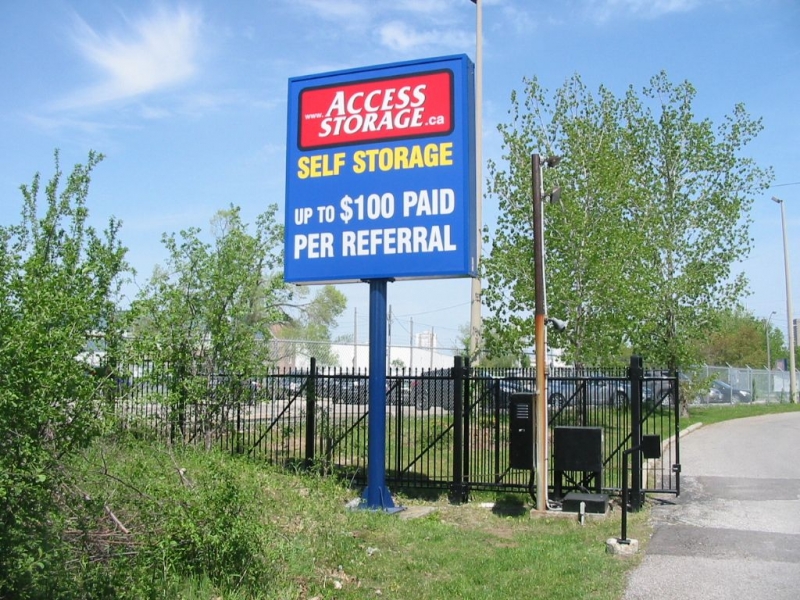 www.ACCESS
STORAGE.ca
SELF STORAGE
UP TO $100 PAID
PER REFERRAL